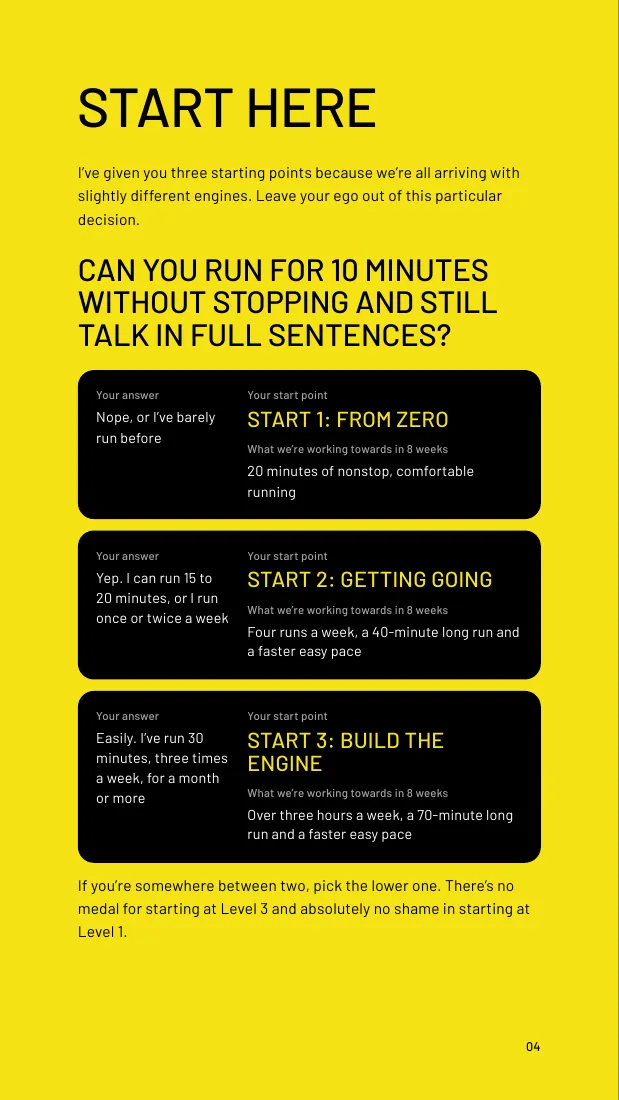 START HERE
I've given you three starting points because we're all arriving with
slightly different engines. Leave your ego out of this particular
decision.
CAN YOU RUN FOR 10 MINUTES
WITHOUT STOPPING AND STILL
TALK IN FULL SENTENCES?
Your answer
Nope, or I've barely
run before
Your start point
START 1: FROM ZERO
What we're working towards in 8 weeks
20 minutes of nonstop, comfortable
running
Your answer
Yep. I can run 15 to
20 minutes, or I run
once or twice a week
Your start point
START 2: GETTING GOING
What we're working towards in 8 weeks
Four runs a week, a 40-minute long run and
a faster easy pace
Your answer
Easily. I've run 30
minutes, three times
a week, for a month
or more
Your start point
START 3: BUILD THE
ENGINE
What we're working towards in 8 weeks
Over three hours a week, a 70-minute long
run and a faster easy pace
If you're somewhere between two, pick the lower one. There's no
medal for starting at Level 3 and absolutely no shame in starting at
Level 1.
04